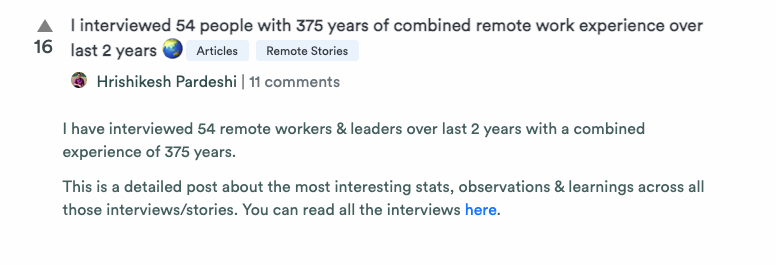 I interviewed 54 people with 375 years of combined remote work experience over
last 2 years 🌏 Articles Remote Stories
16
Hrishikesh Pardeshi | 11 comments
I have interviewed 54 remote workers & leaders over last 2 years with a combined
experience of 375 years.
This is a detailed post about the most interesting stats, observations & learnings across all
those interviews/stories. You can read all the interviews here.